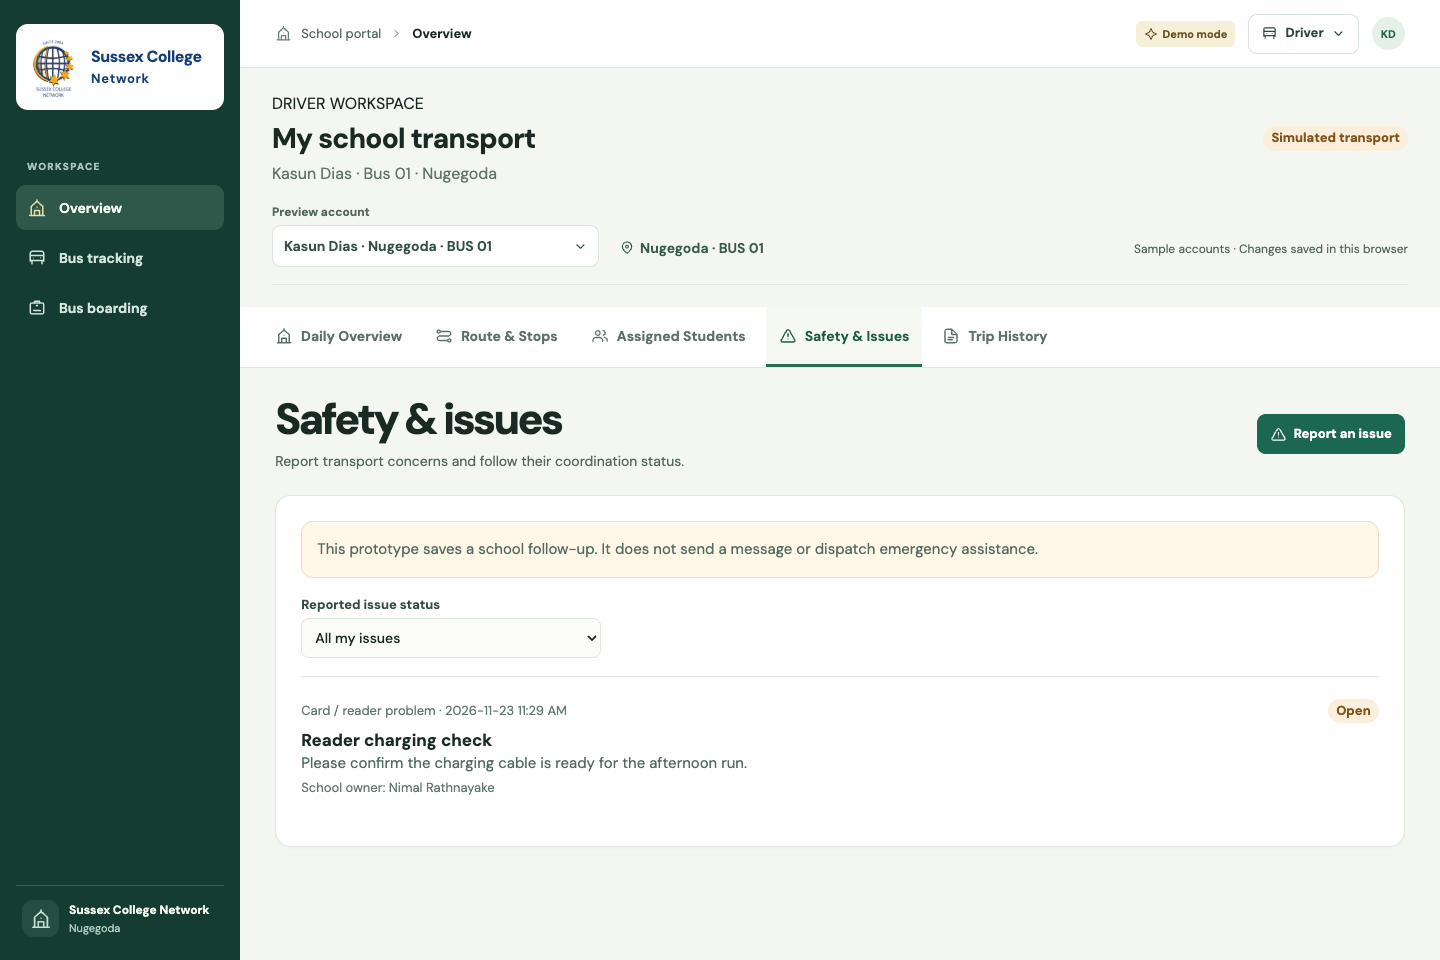 SUSSEX COLLEGE
NETWORK
Sussex College
Network
WORKSPACE
Overview
Bus tracking
Bus boarding
Sussex College Network
Nugegoda
School portal
Overview
Demo mode
Driver
KD
DRIVER WORKSPACE
My school transport
Simulated transport
Kasun Dias · Bus 01 · Nugegoda
Preview account
Kasun Dias · Nugegoda · BUS 01
Nugegoda · BUS 01
Sample accounts · Changes saved in this browser
Daily Overview
Route & Stops
Assigned Students
Safety & Issues
Trip History
Safety & issues
Report an issue
Report transport concerns and follow their coordination status.
This prototype saves a school follow-up. It does not send a message or dispatch emergency assistance.
Reported issue status
All my issues
Card / reader problem · 2026-11-23 11:29 AM
Open
Reader charging check
Please confirm the charging cable is ready for the afternoon run.
School owner: Nimal Rathnayake